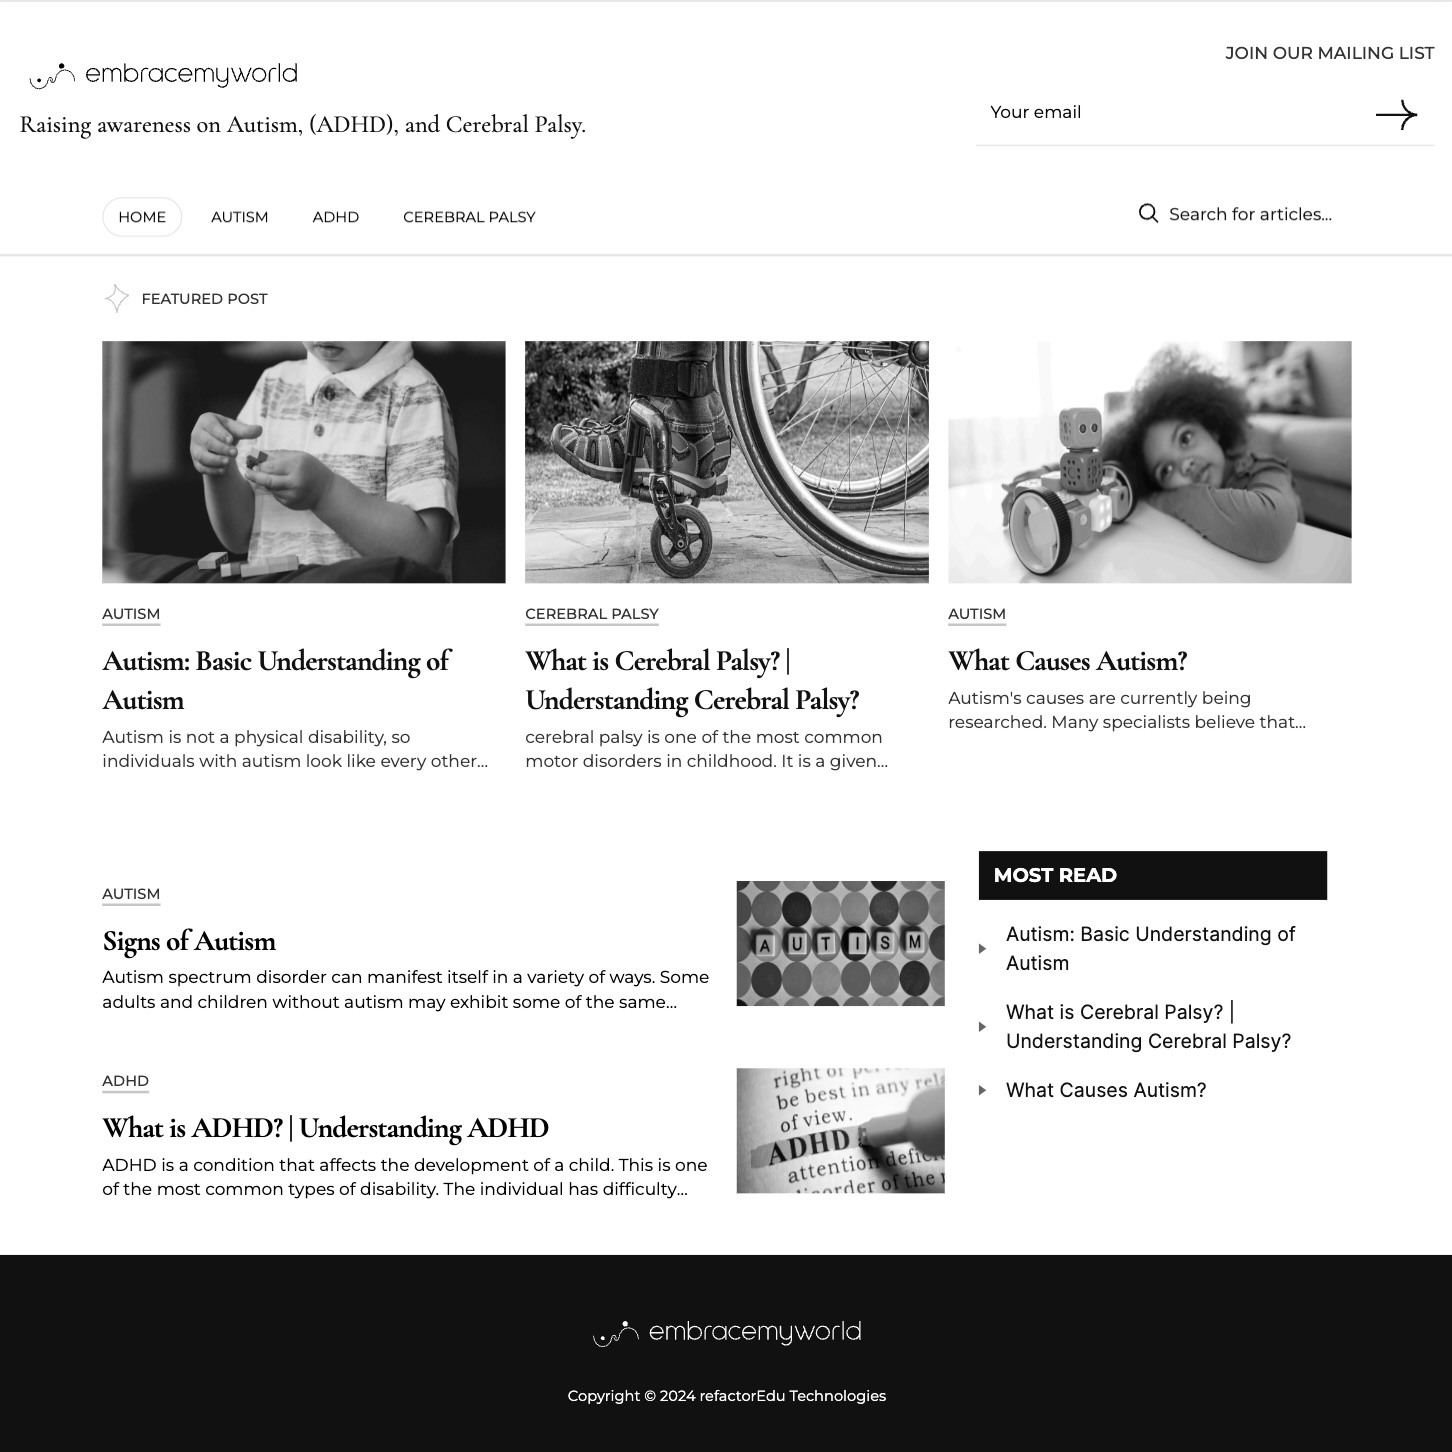 embracemyworld
Raising awareness on Autism, (ADHD), and Cerebral Palsy.
JOIN OUR MAILING LIST
Your email
HOME
AUTISM
ADHD
CEREBRAL PALSY
Search for articles...
FEATURED POST
AUTISM
Autism: Basic Understanding of
Autism
Autism is not a physical disability, so
individuals with autism look like every other...
CEREBRAL PALSY
What is Cerebral Palsy? |
Understanding Cerebral Palsy?
cerebral palsy is one of the most common
motor disorders in childhood. It is a given...
AUTISM
What Causes Autism?
Autism's causes are currently being
researched. Many specialists believe that...
AUTISM
Signs of Autism
Autism spectrum disorder can manifest itself in a variety of ways. Some
adults and children without autism may exhibit some of the same...
AUTISM
ADHD
What is ADHD? | Understanding ADHD
ADHD is a condition that affects the development of a child. This is one
of the most common types of disability. The individual has difficulty...
right or
be best in any
of view.
ADHD
attention
of the
MOST READ
Autism: Basic Understanding of
Autism
What is Cerebral Palsy? |
Understanding Cerebral Palsy?
What Causes Autism?
embracemyworld
Copyright © 2024 refactorEdu Technologies